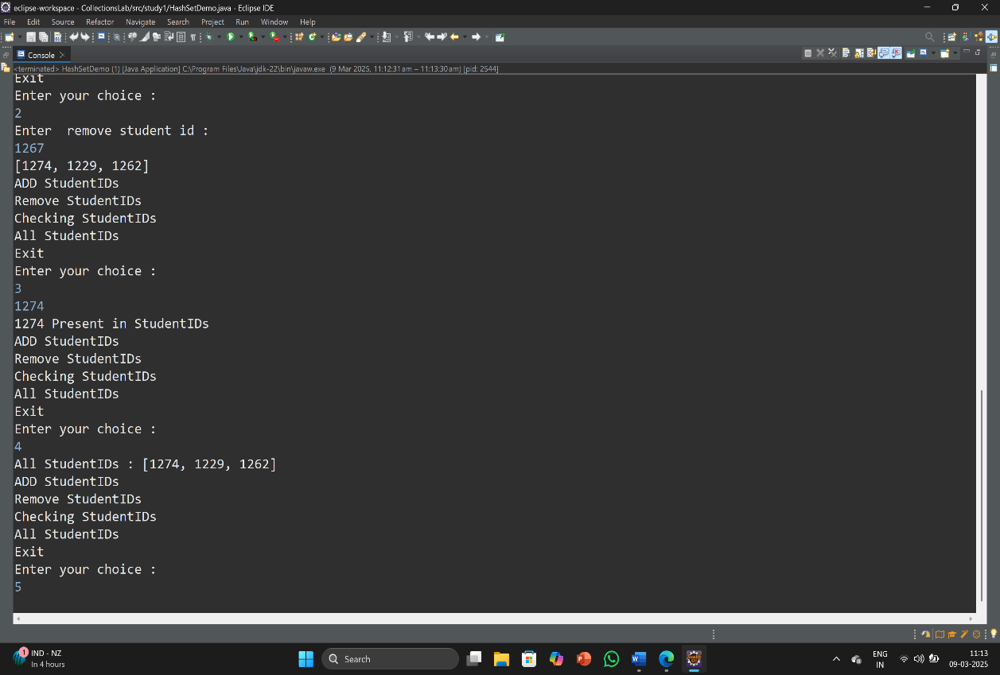 eclipse-workspace - CollectionsLab/src/study1/HashSetDemo.java - Eclipse IDE
File Edit Source Refactor Navigate Search Project Run Window Help
Console
<terminated> HashSetDemo (1) [Java Application] C:\Program Files\Java\jdk-22\bin\javaw.exe (9 Mar 2025, 11:12:31 am – 11:13:30 am) [pid: 2544]
Exit
Enter your choice :
2
Enter  remove student id :
1267
[1274, 1229, 1262]
ADD StudentIDs
Remove StudentIDs
Checking StudentIDs
All StudentIDs
Exit
Enter your choice :
3
1274
1274 Present in StudentIDs
ADD StudentIDs
Remove StudentIDs
Checking StudentIDs
All StudentIDs
Exit
Enter your choice :
4
All StudentIDs : [1274, 1229, 1262]
ADD StudentIDs
Remove StudentIDs
Checking StudentIDs
All StudentIDs
Exit
Enter your choice :
5
1
IND - NZ
In 4 hours
Search
ENG
IN
11:13
09-03-2025